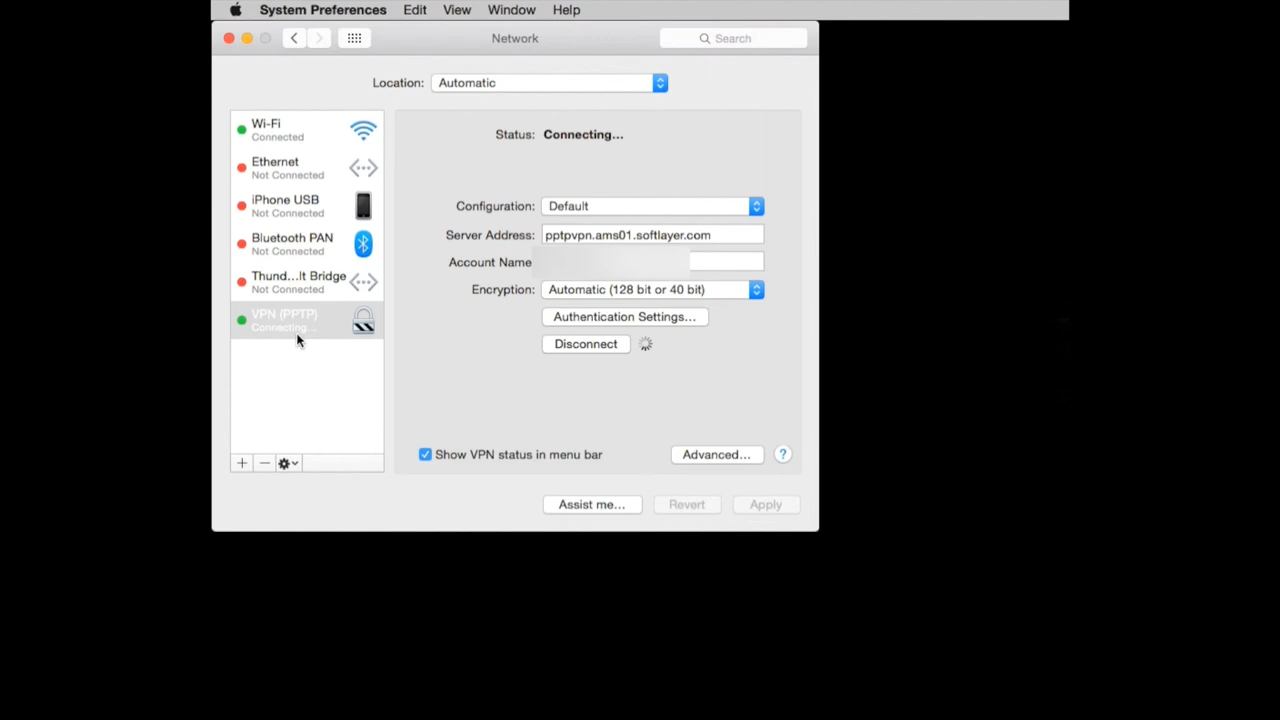 System Preferences Edit View Window Help
Network
Search
Location: Automatic
Wi-Fi
Connected
Ethernet
Not Connected
iPhone USB
Not Connected
Bluetooth PAN
Not Connected
Thund...lt Bridge
Not Connected
VPN (PPTP)
Connecting...
Status: Connecting...
Configuration: Default
Server Address: pptpvpn.ams01.softlayer.com
Account Name
Encryption: Automatic (128 bit or 40 bit)
Authentication Settings...
Disconnect
Show VPN status in menu bar
Advanced... ?
Assist me... Revert Apply